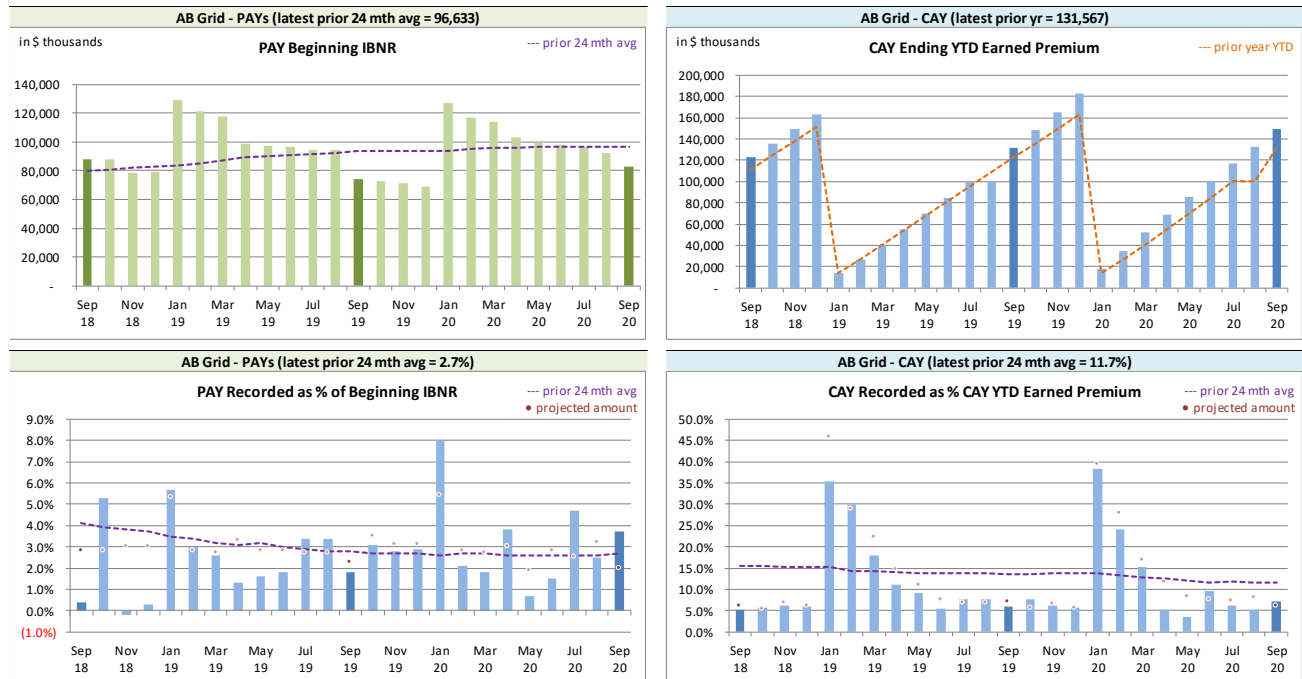 AB Grid - PAYs (latest prior 24 mth avg = 96,633)
in $ thousands
PAY Beginning IBNR
--- prior 24 mth avg
140,000
120,000
100,000
80,000
60,000
40,000
20,000
-
Sep Nov Jan Mar May Jul Sep Nov Jan Mar May Jul Sep
18 18 19 19 19 19 19 19 20 20 20 20 20
AB Grid - CAY (latest prior yr = 131,567)
in $ thousands
CAY Ending YTD Earned Premium
--- prior year YTD
200,000
180,000
160,000
140,000
120,000
100,000
80,000
60,000
40,000
20,000
-
Sep Nov Jan Mar May Jul Sep Nov Jan Mar May Jul Sep
18 18 19 19 19 19 19 19 20 20 20 20 20
AB Grid - PAYs (latest prior 24 mth avg = 2.7%)
PAY Recorded as % of Beginning IBNR
--- prior 24 mth avg
• projected amount
9.0%
8.0%
7.0%
6.0%
5.0%
4.0%
3.0%
2.0%
1.0%
0.0%
(1.0%)
Sep Nov Jan Mar May Jul Sep Nov Jan Mar May Jul Sep
18 18 19 19 19 19 19 19 20 20 20 20 20
AB Grid - CAY (latest prior 24 mth avg = 11.7%)
CAY Recorded as % CAY YTD Earned Premium
--- prior 24 mth avg
• projected amount
50.0%
45.0%
40.0%
35.0%
30.0%
25.0%
20.0%
15.0%
10.0%
5.0%
0.0%
Sep Nov Jan Mar May Jul Sep Nov Jan Mar May Jul Sep
18 18 19 19 19 19 19 19 20 20 20 20 20